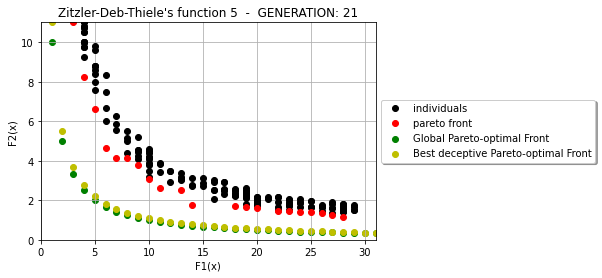 Zitzler-Deb-Thiele's function 5 - GENERATION: 21
F2(x)
10
8
6
4
2
0
0 5 10 15 20 25 30
F1(x)
individuals
pareto front
Global Pareto-optimal Front
Best deceptive Pareto-optimal Front